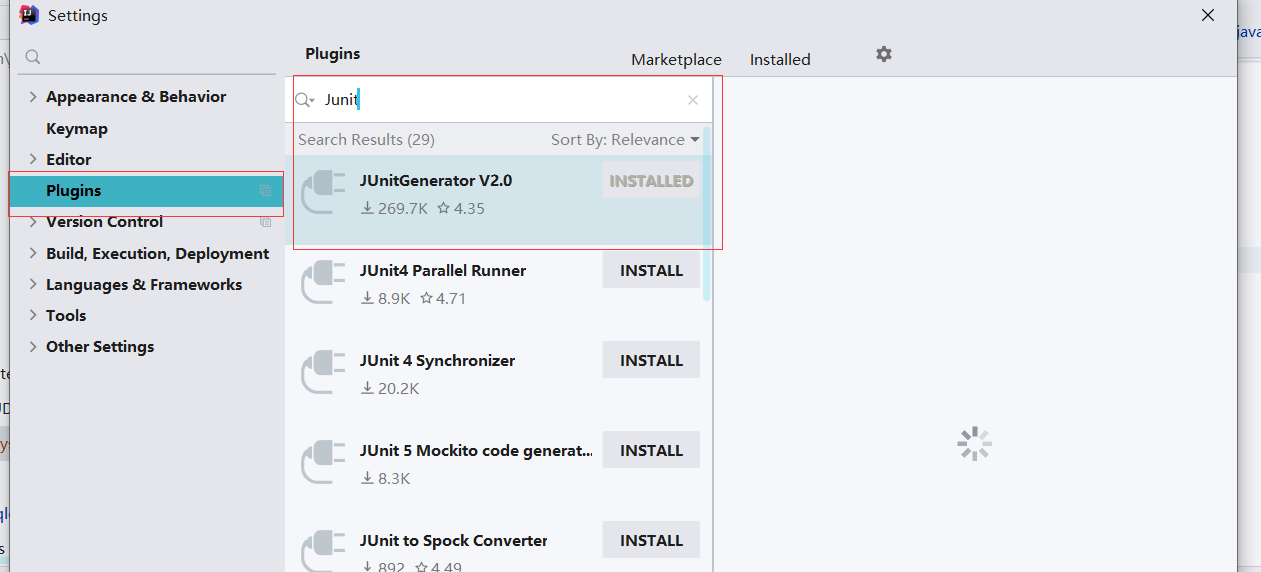 Settings
Plugins
Marketplace
Installed
Appearance & Behavior
Keymap
Editor
Plugins
Version Control
Build, Execution, Deployment
Languages & Frameworks
Tools
Other Settings
Junit
Search Results (29) Sort By: Relevance
JUnitGenerator V2.0 INSTALLED
269.7K 4.35
JUnit4 Parallel Runner INSTALL
8.9K 4.71
JUnit 4 Synchronizer INSTALL
20.2K
JUnit 5 Mockito code generat... INSTALL
8.3K
JUnit to Spock Converter INSTALL
892 4.49
java